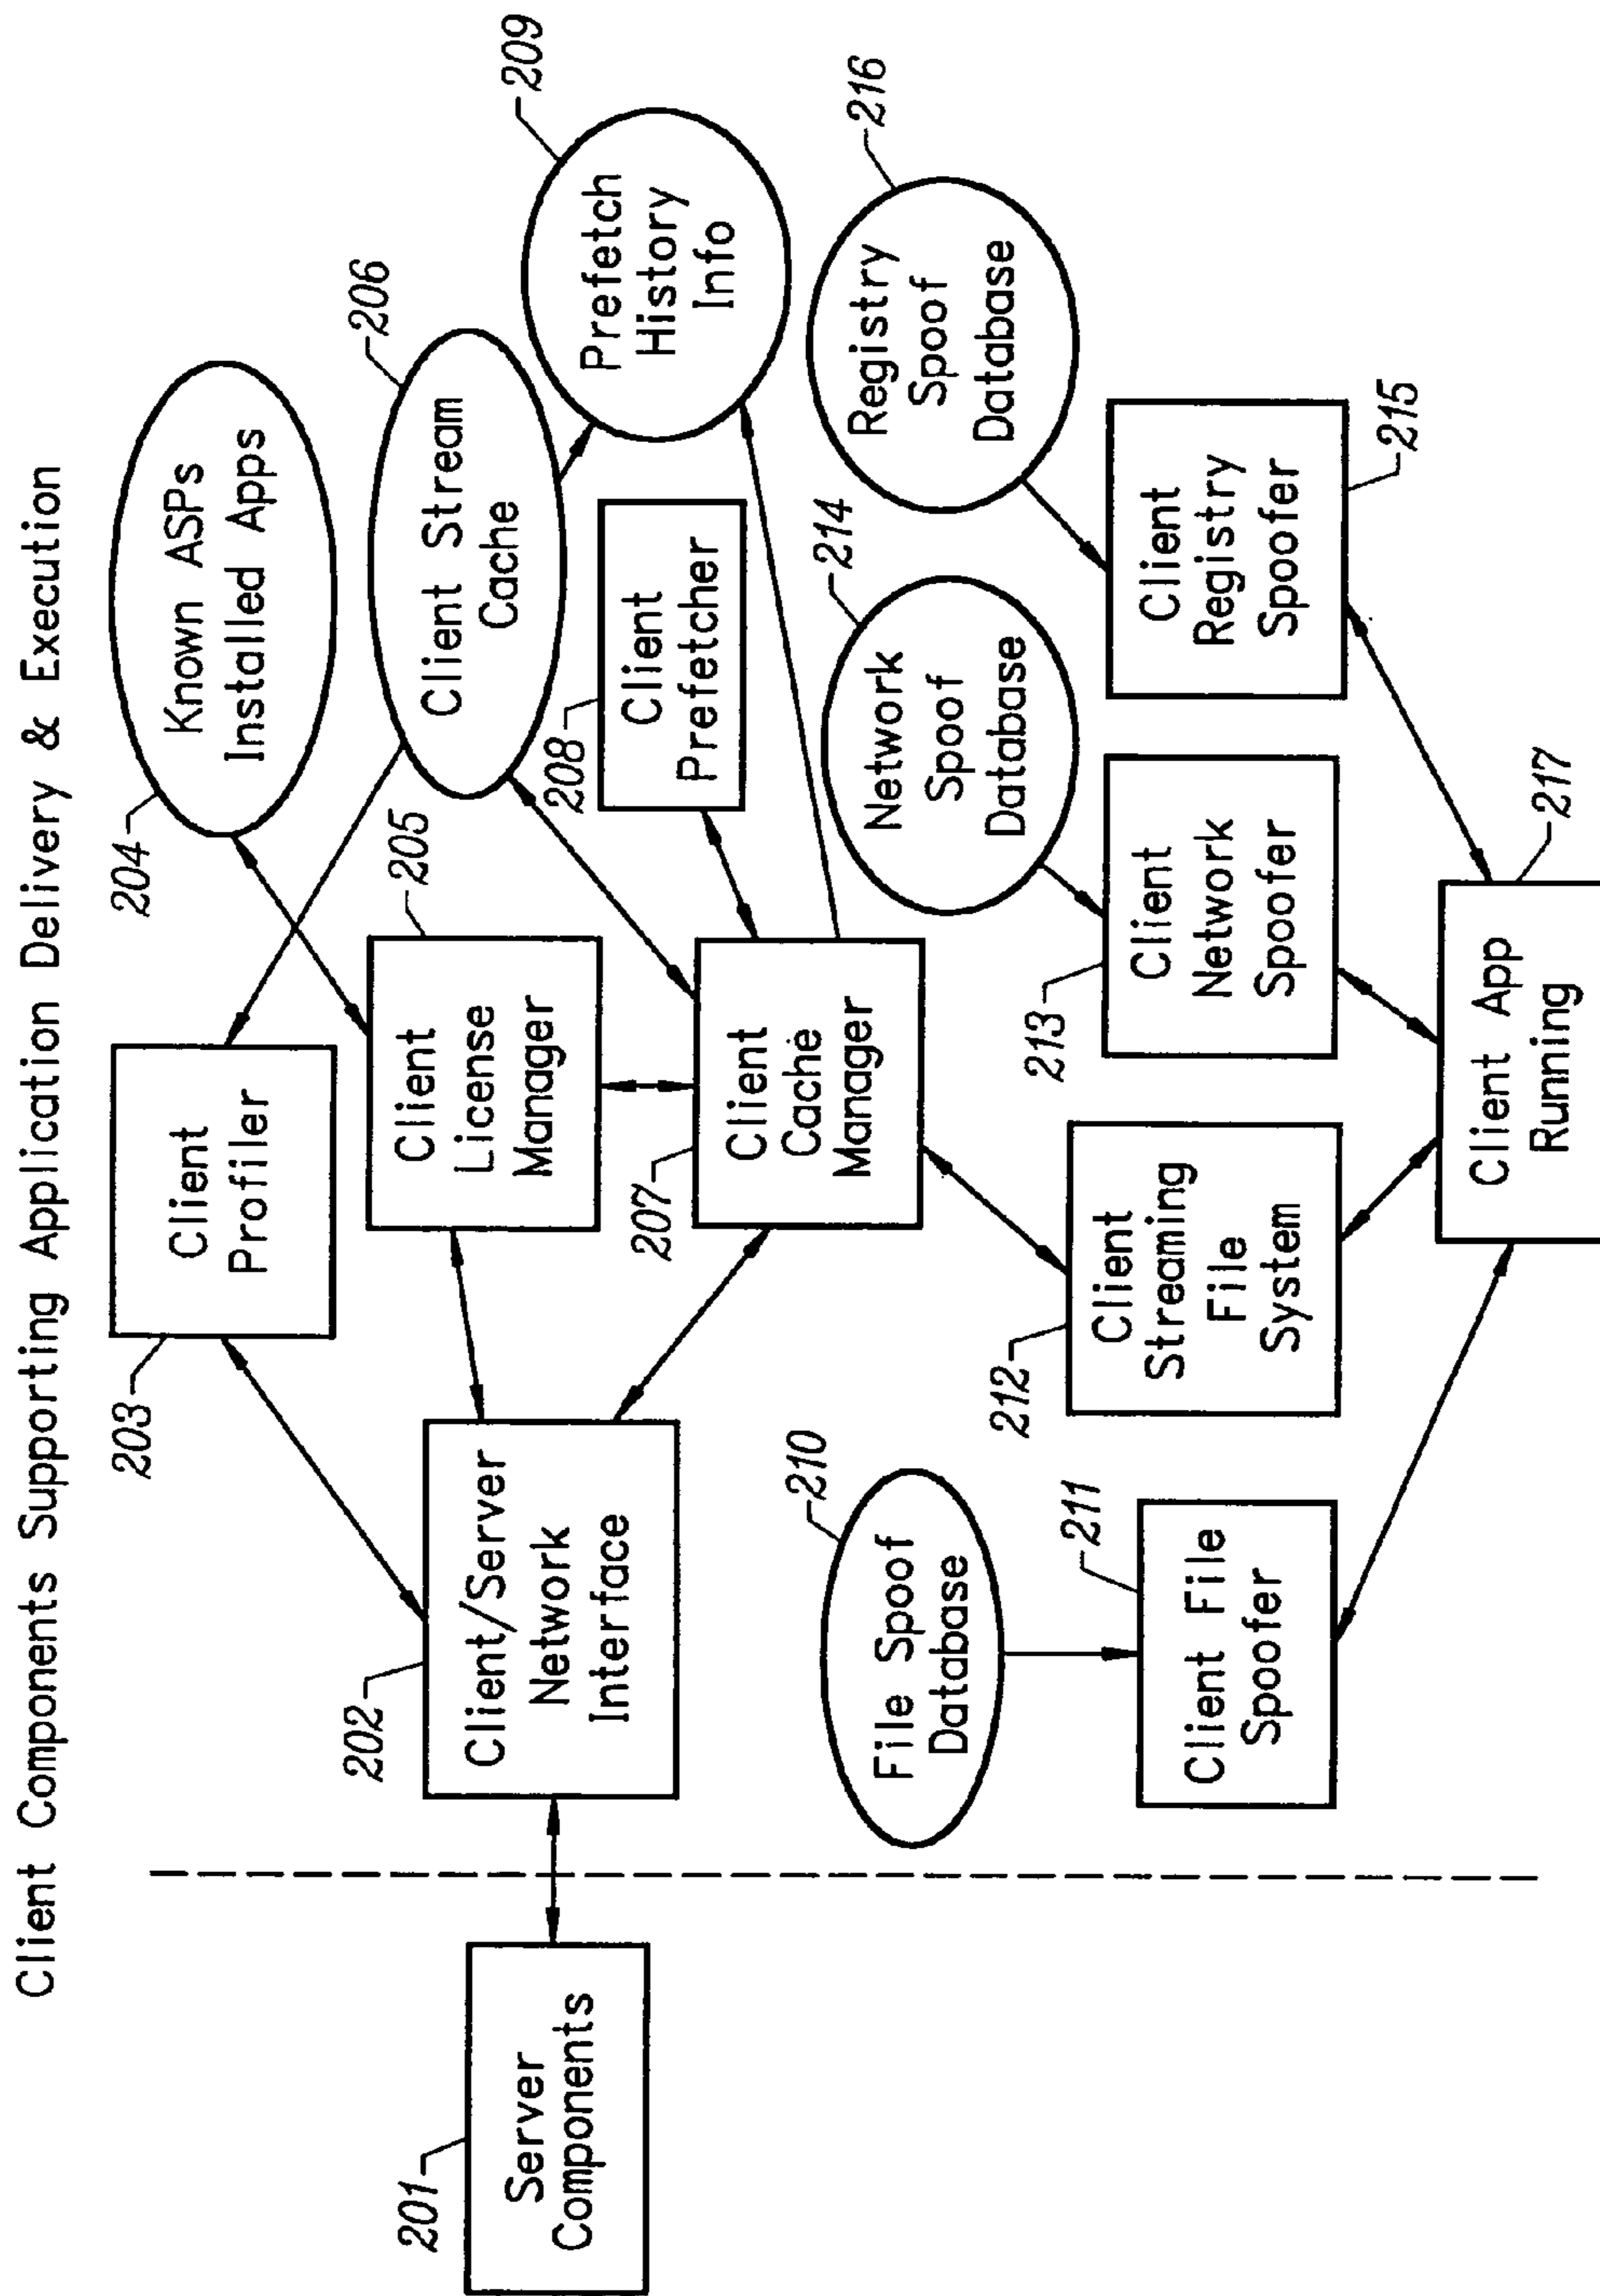 Client Components Supporting Application Delivery & Execution
201
Server
Components
202
Client/Server
Network
Interface
203
Client
Profiler
204
Known ASPs
Installed Apps
205
Client
License
Manager
206
Client Stream
Cache
207
Client
Cache
Manager
208
Client
Prefetcher
209
Prefetch
History
Info
210
File Spoof
Database
211
Client File
Spoofer
212
Client
Streaming
File
System
213
Client
Network
Spoofer
214
Network
Spoof
Database
215
Client
Registry
Spoofer
216
Registry
Spoof
Database
217
Client App
Running